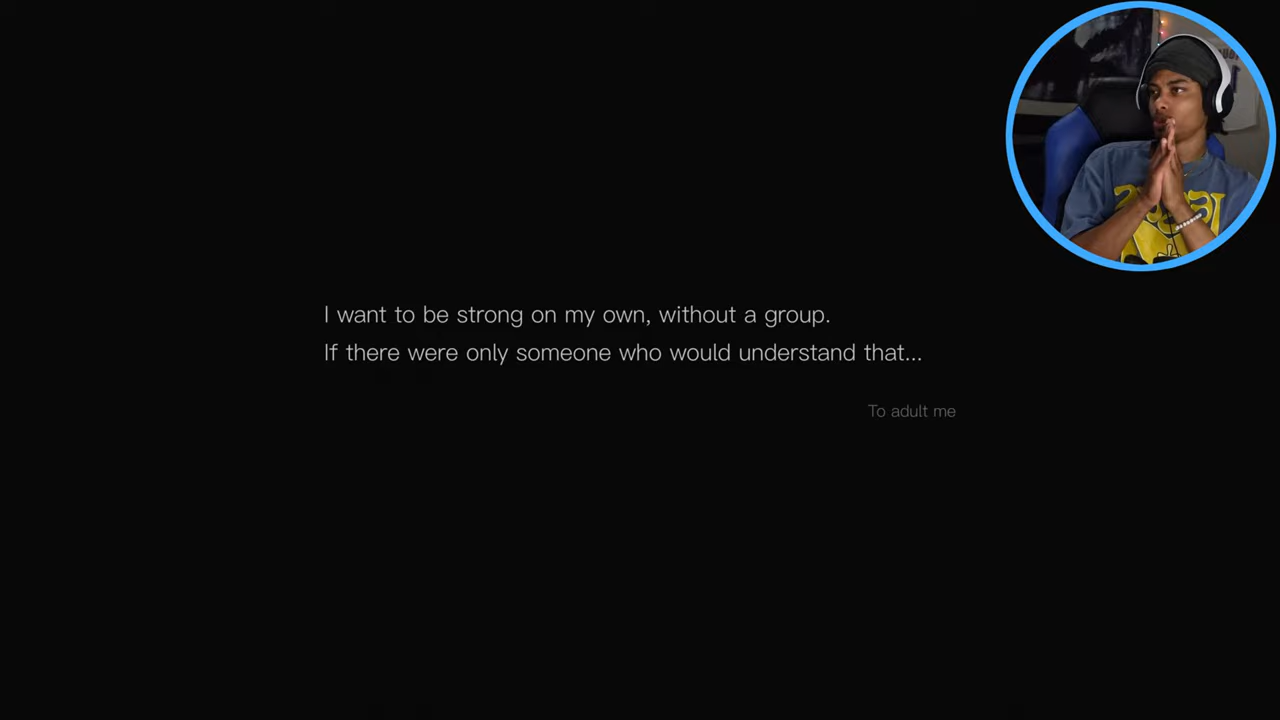 I want to be strong on my own, without a group.
If there were only someone who would understand that...
To adult me